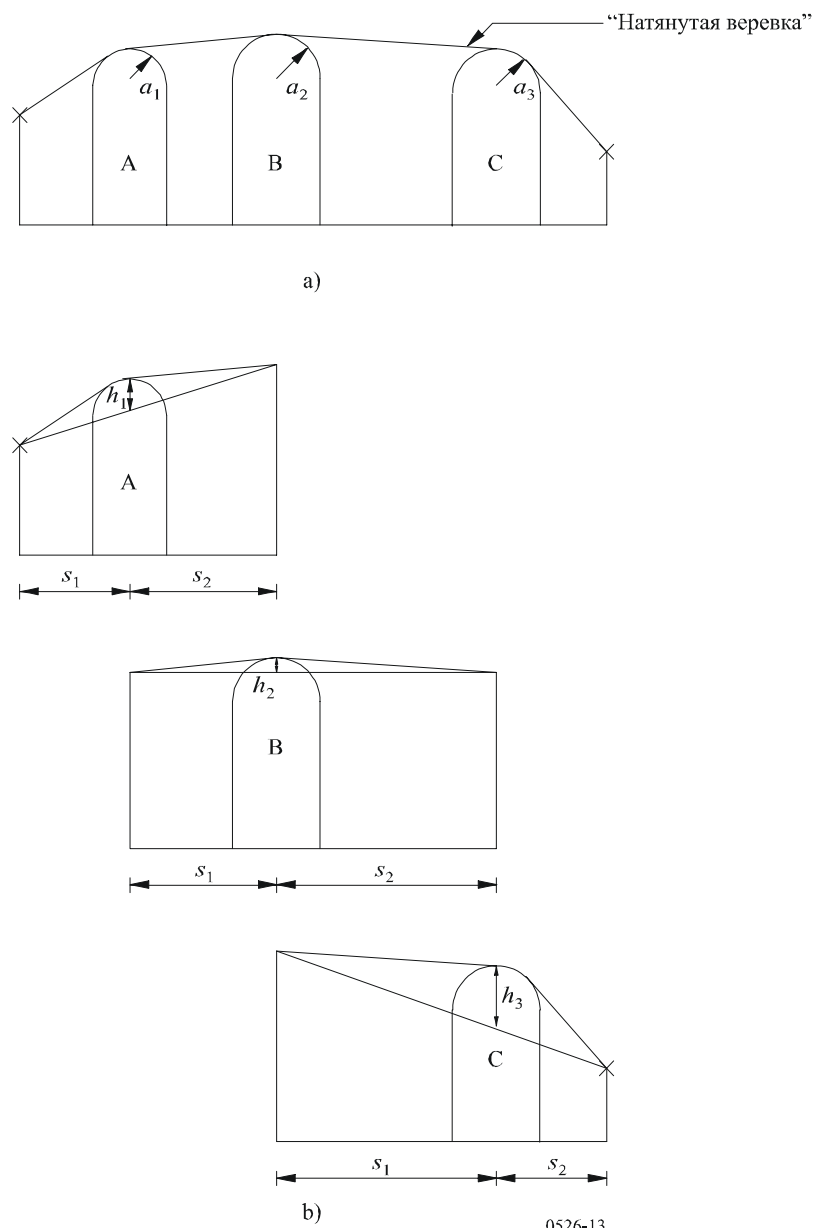 “Натянутая веревка”
a1 a2 a3
A B C
a)
h1
A
s1 s2
h2
B
s1 s2
h3
C
s1 s2
b)
0526-13